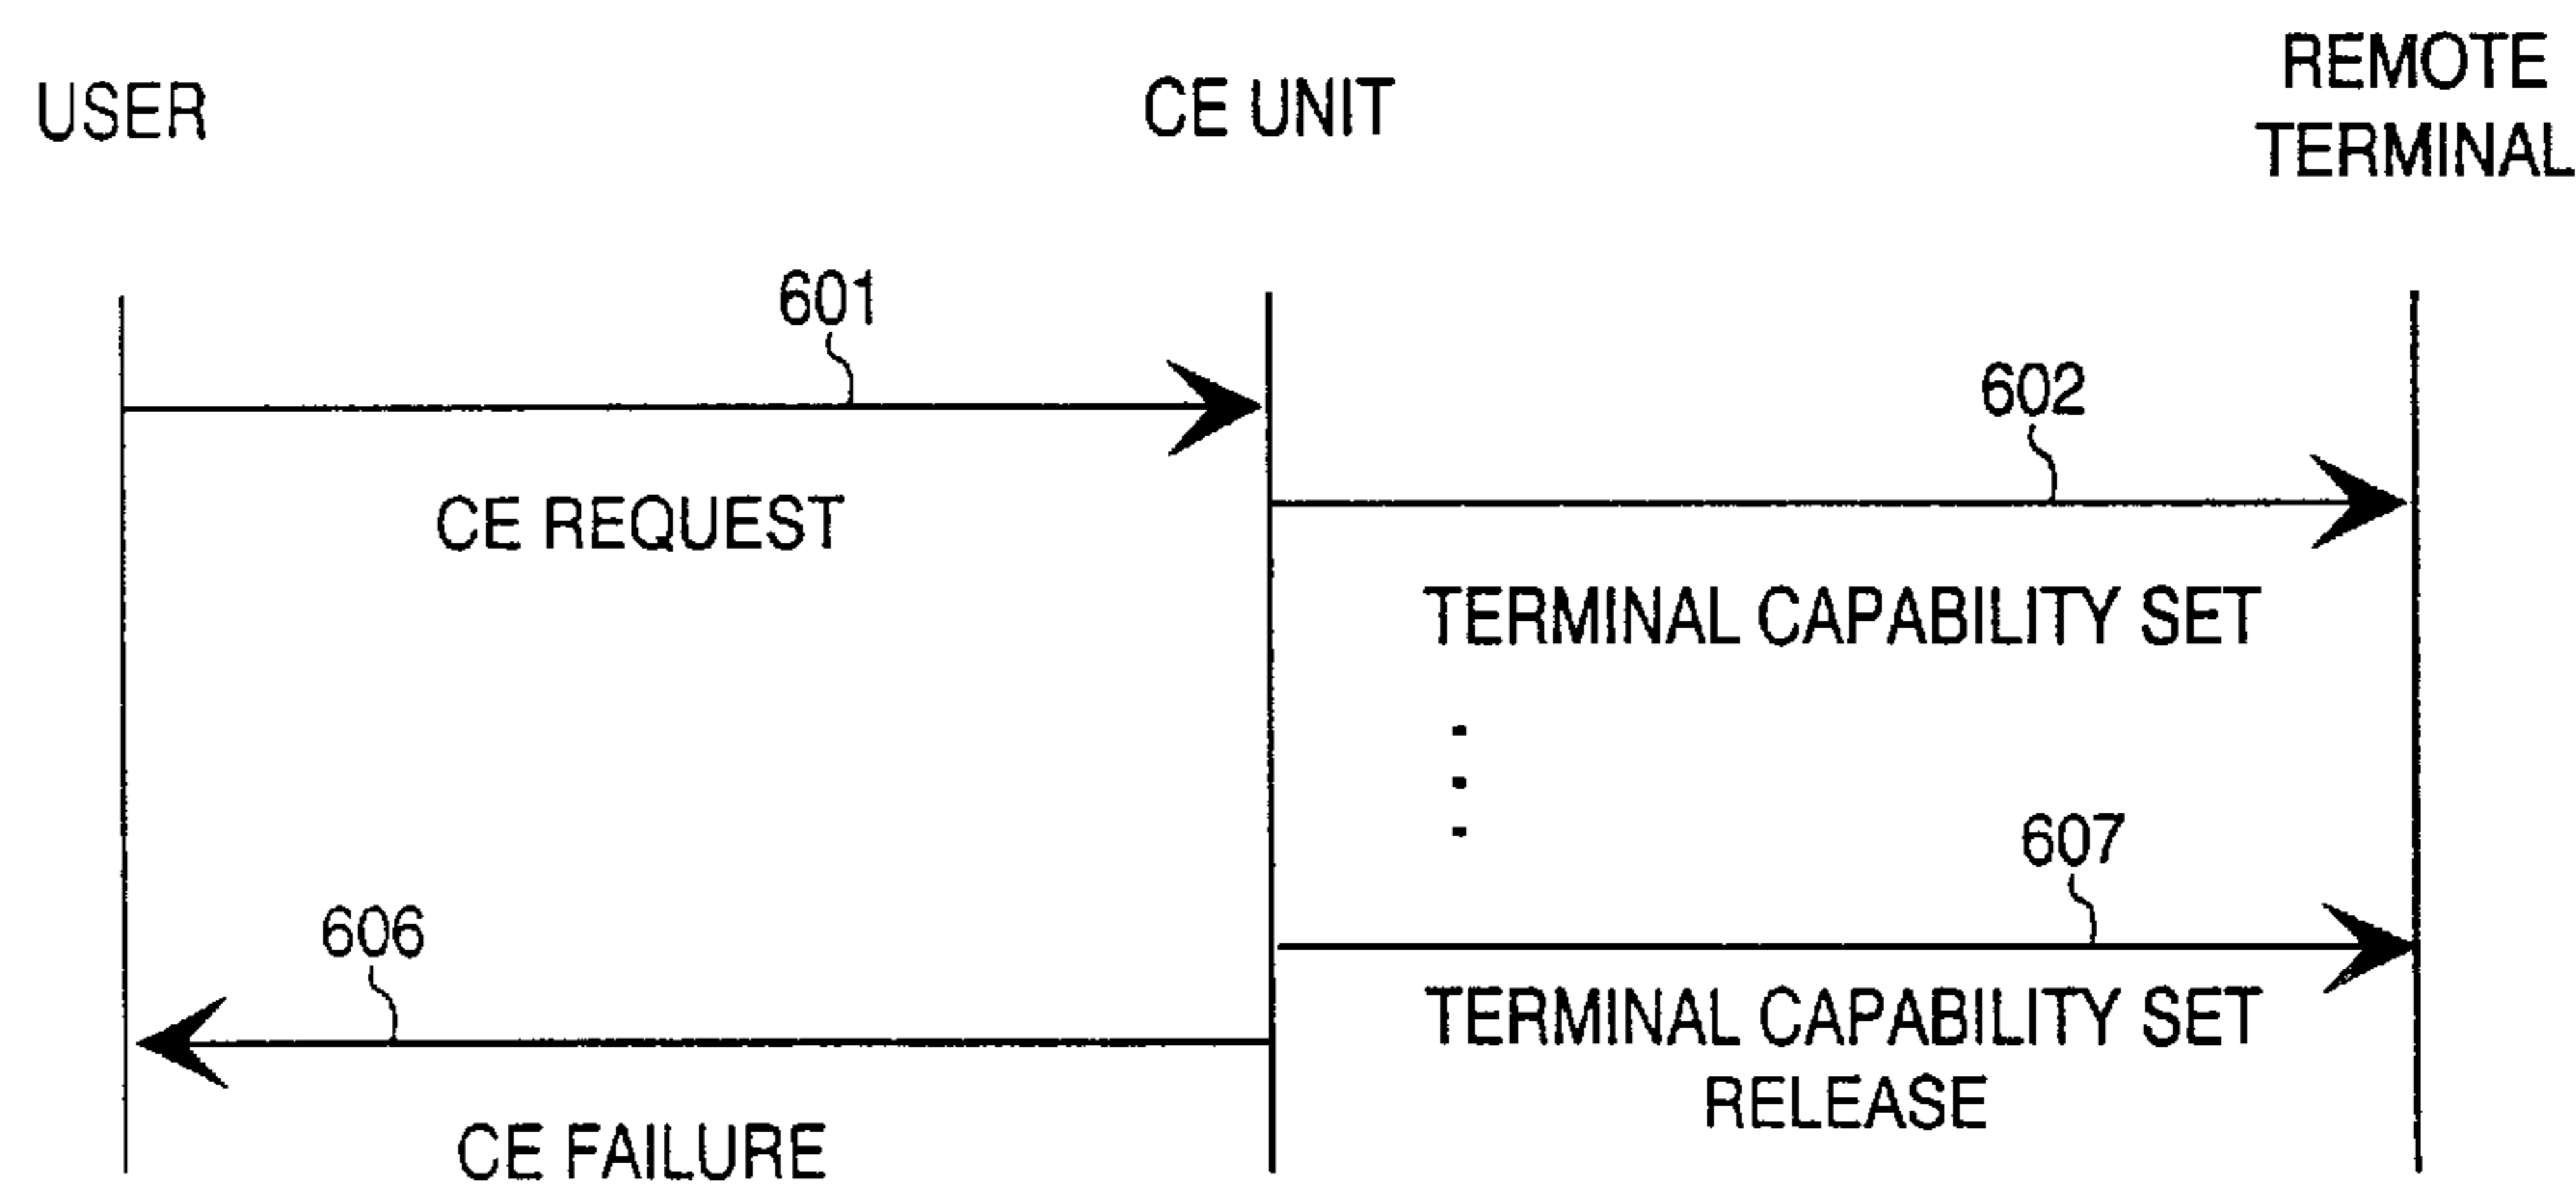 USER
CE UNIT
REMOTE
TERMINAL
601
602
CE REQUEST
TERMINAL CAPABILITY SET
607
606
TERMINAL CAPABILITY SET
RELEASE
CE FAILURE